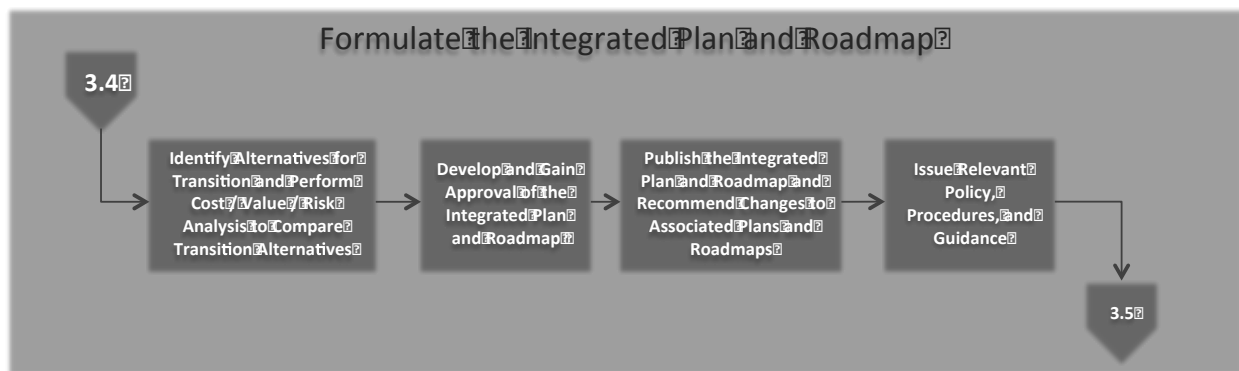 Formulate the Integrated Plan and Roadmap
3.4
Identify Alternatives for
Transition and Perform
Cost / Value / Risk
Analysis to Compare
Transition Alternatives
Develop and Gain
Approval of the
Integrated Plan
and Roadmap
Publish the Integrated
Plan and Roadmap and
Recommend Changes to
Associated Plans and
Roadmaps
Issue Relevant
Policy,
Procedures, and
Guidance
3.5